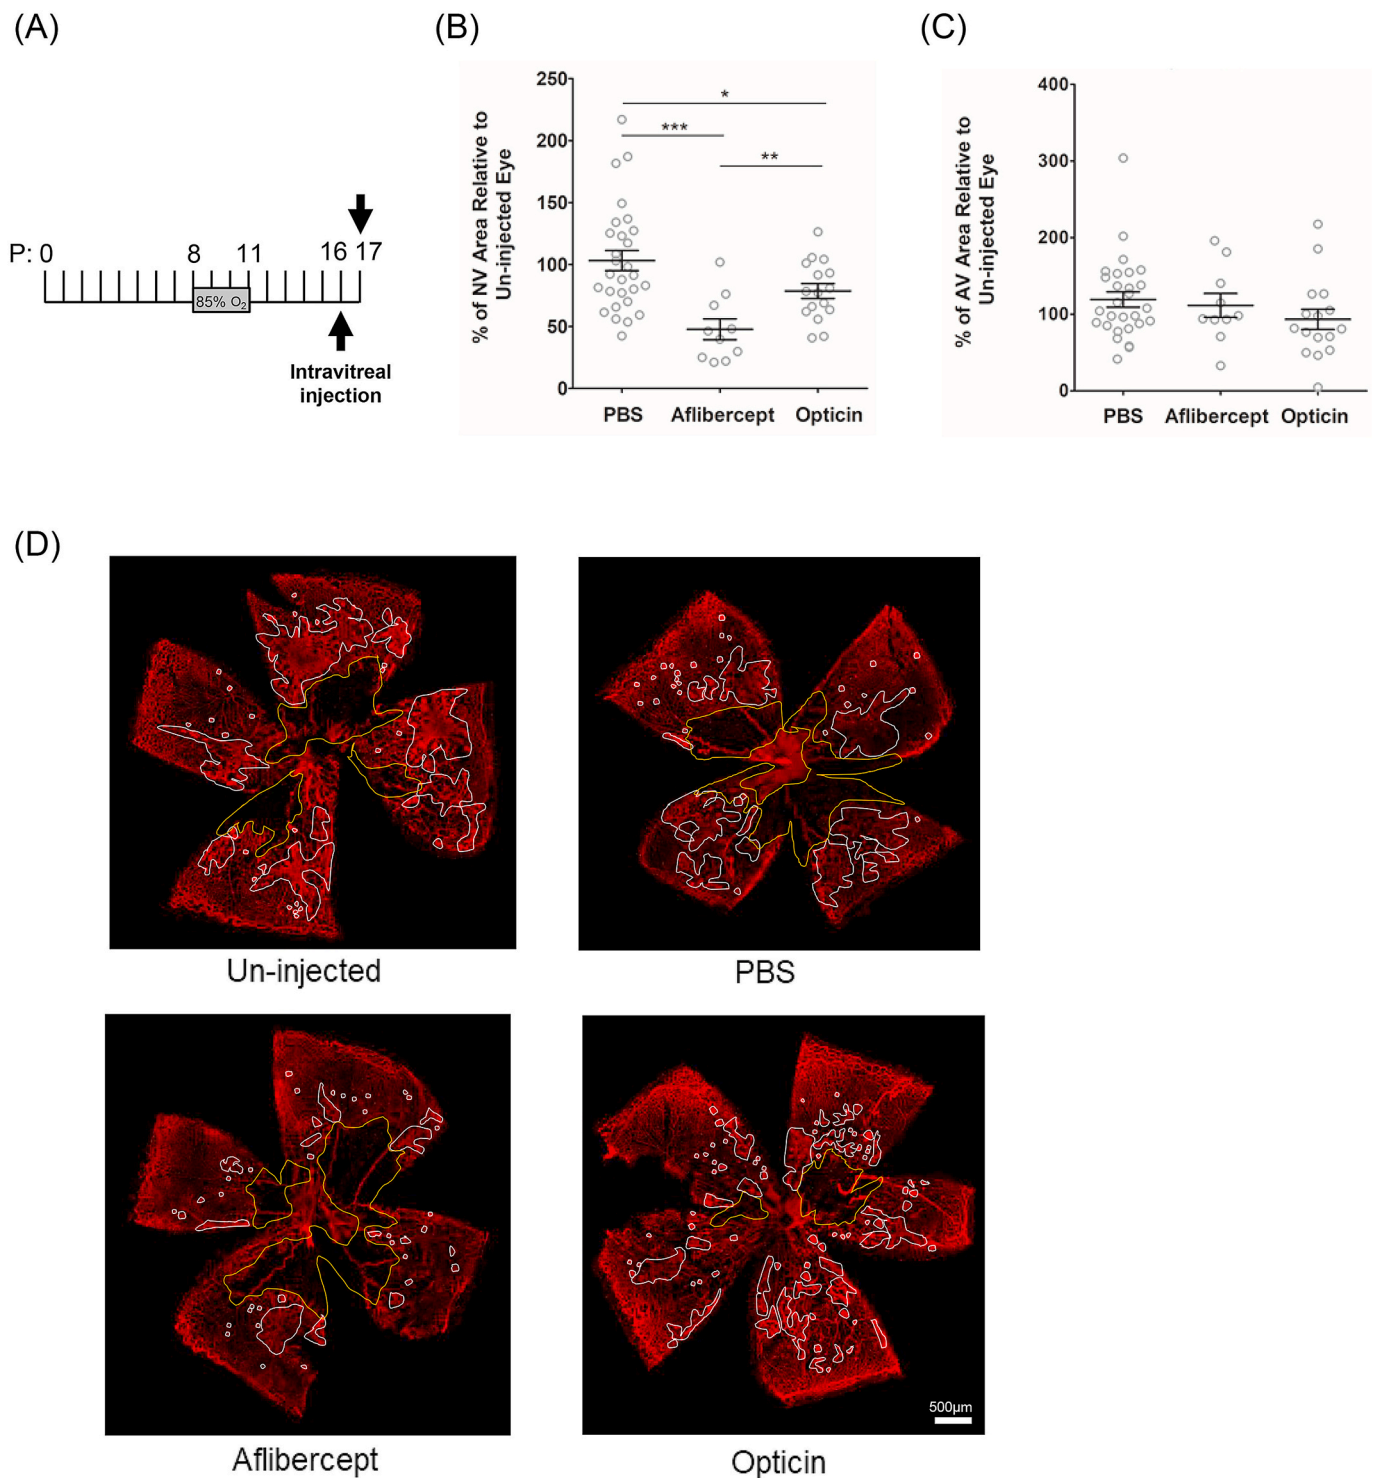 (A)
P: 0 8 11 16 17
85% O₂
Intravitreal
injection
(B)
% of NV Area Relative to
Un-injected Eye
250
200
150
100
50
0
*
***
**
PBS Aflibercept Opticin
(C)
% of AV Area Relative to
Un-injected Eye
400
300
200
100
0
PBS Aflibercept Opticin
(D)
Un-injected
PBS
Aflibercept
500µm
Opticin